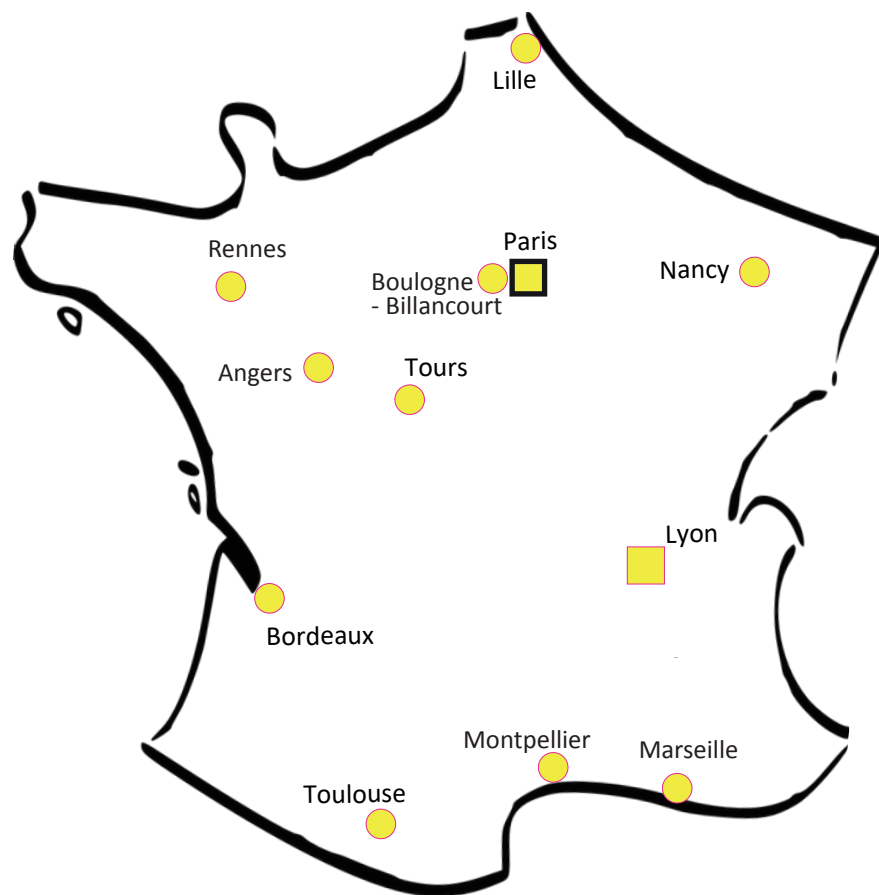 Lille
Paris
Rennes
Nancy
Boulogne
- Billancourt
Tours
Angers
Lyon
Bordeaux
Montpellier
Marseille
Toulouse